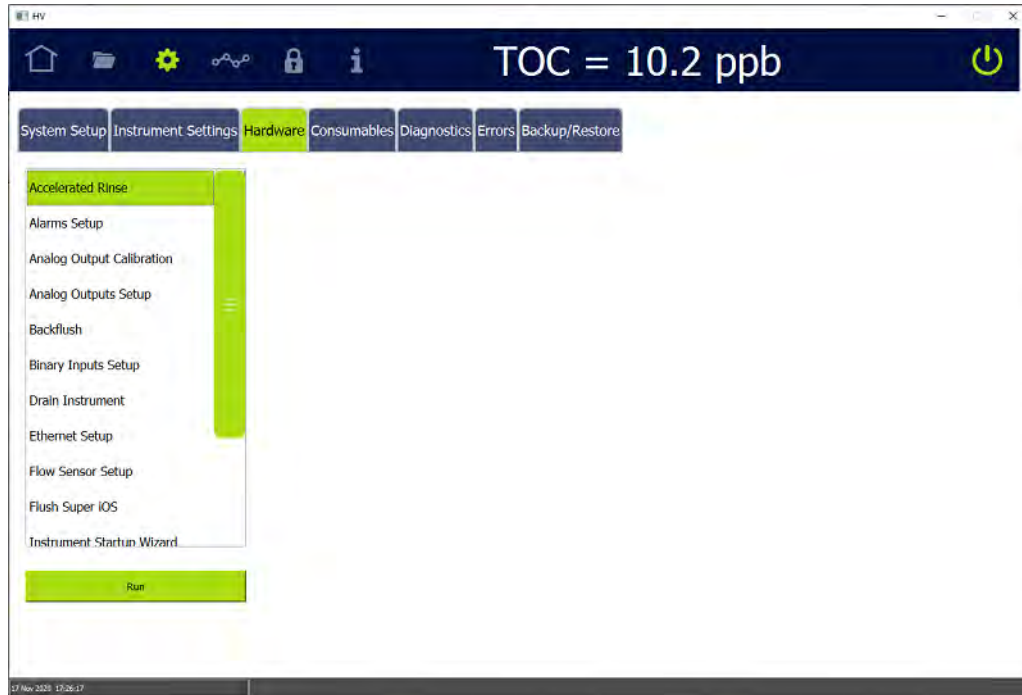 HV
TOC = 10.2 ppb
System Setup Instrument Settings Hardware Consumables Diagnostics Errors Backup/Restore
Accelerated Rinse
Alarms Setup
Analog Output Calibration
Analog Outputs Setup
Backflush
Binary Inputs Setup
Drain Instrument
Ethernet Setup
Flow Sensor Setup
Flush Super iOS
Instrument Startup Wizard
Run
17 Nov 2020 17:26:17